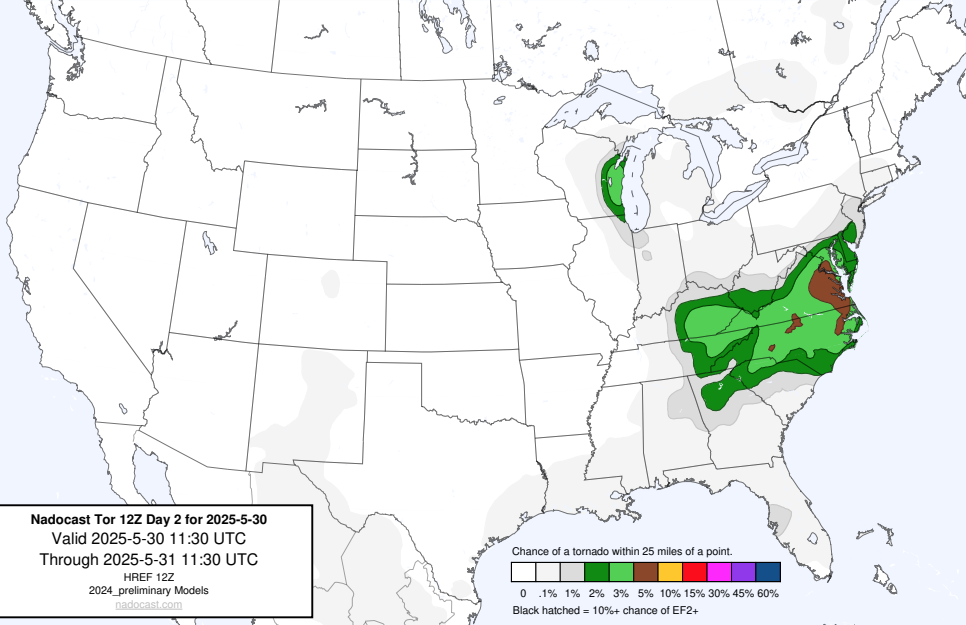 Nadocast Tor 12Z Day 2 for 2025-5-30
Valid 2025-5-30 11:30 UTC
Through 2025-5-31 11:30 UTC
HREF 12Z
2024_preliminary Models
nadocast.com
Chance of a tornado within 25 miles of a point.
0 .1% 1% 2% 3% 5% 10% 15% 30% 45% 60%
Black hatched = 10%+ chance of EF2+